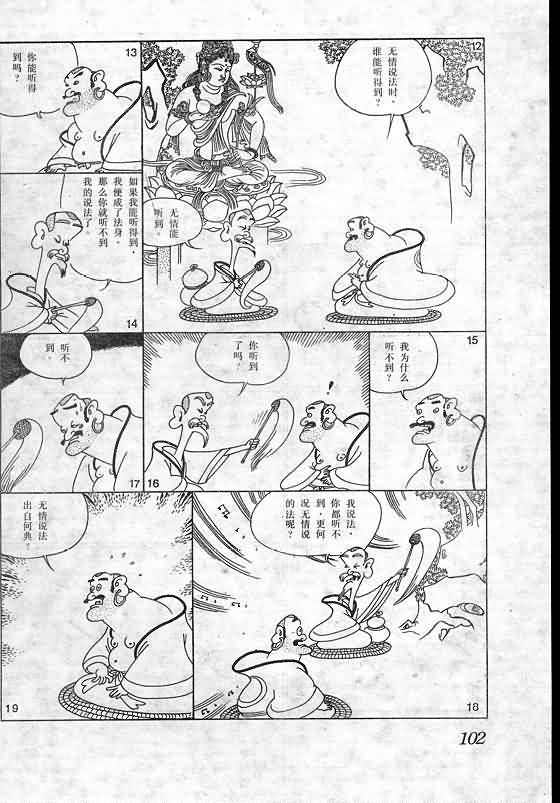 12
无情说法时，
谁能听得到？
无情能
听到。
13
你能听得
到吗？
14
如果我能听得到，
我便成了法身，
那么你就听不到
我的说法了。
15
我为什么
听不到？
16
你听到
了吗？
！
17
听不
到。
18
我说法，
你都听不
到，更何
况无情说
的法呢？
19
无情说法
出自何典？
102